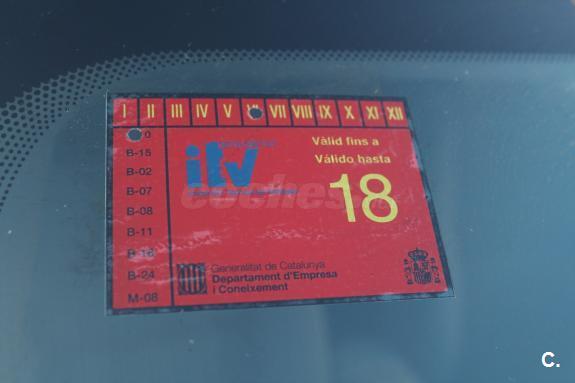 I II III IV V VI VII VIII IX X XI XII
0
B-15
B-02
B-07
B-08
B-11
B-16
B-24
M-08
itv
Vàlid fins a
Válido hasta
18
coches
Generalitat de Catalunya
Departament d'Empresa
i Coneixement
C.